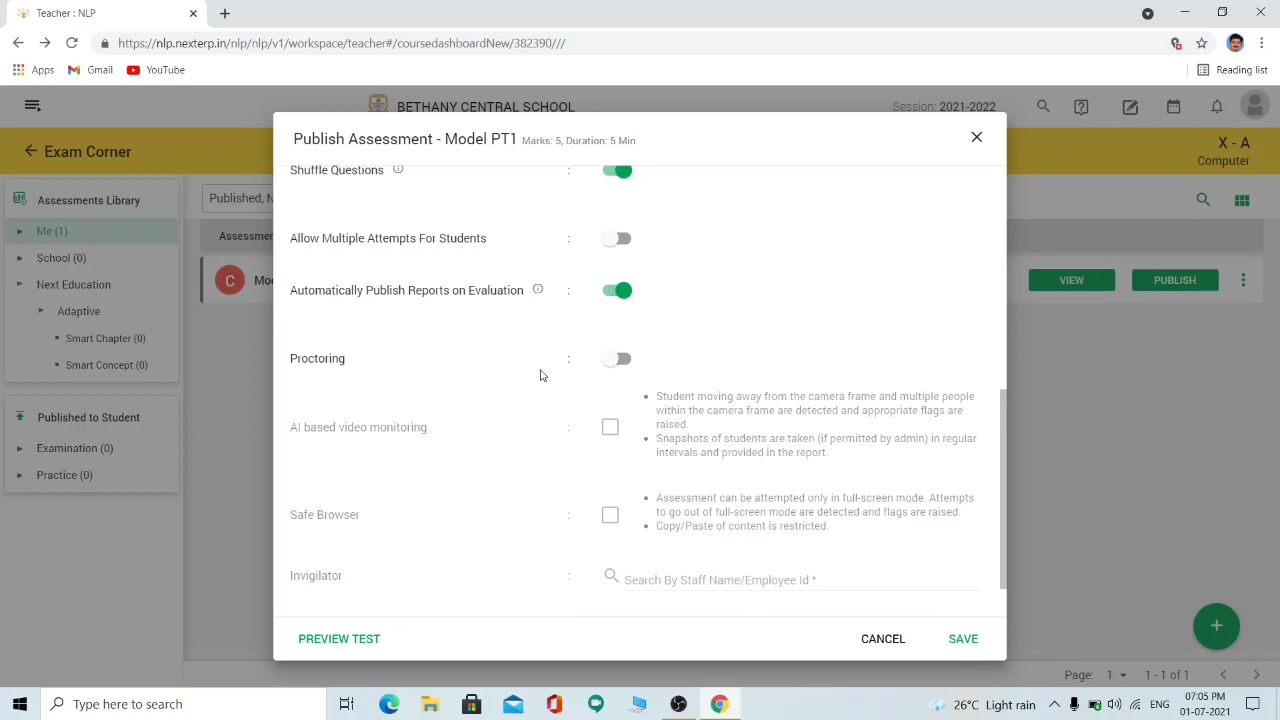 Teacher : NLP
https://nlp.nexterp.in/nlp/nlp/v1/workspace/teacher#/coursedashboardNew/382390///
Apps
Gmail
YouTube
Reading list
BETHANY CENTRAL SCHOOL
Session: 2021-2022
Exam Corner
X - A
Computer
Assessments Library
Me (1)
School (0)
Next Education
Adaptive
Smart Chapter (0)
Smart Concept (0)
Published to Student
Examination (0)
Practice (0)
Published, N
Assessmen
C
Mo
VIEW
PUBLISH
Publish Assessment - Model PT1 Marks: 5, Duration: 5 Min
Shuffle Questions :
Allow Multiple Attempts For Students :
Automatically Publish Reports on Evaluation :
Proctoring :
AI based video monitoring :
• Student moving away from the camera frame and multiple people
within the camera frame are detected and appropriate flags are
raised.
• Snapshots of students are taken (if permitted by admin) in regular
intervals and provided in the report.
Safe Browser :
• Assessment can be attempted only in full-screen mode. Attempts
to go out of full-screen mode are detected and flags are raised.
• Copy/Paste of content is restricted.
Invigilator :
Search By Staff Name/Employee Id *
PREVIEW TEST
CANCEL
SAVE
Page: 1
1 - 1 of 1
Type here to search
26°C Light rain
ENG
07:05 PM
01-07-2021